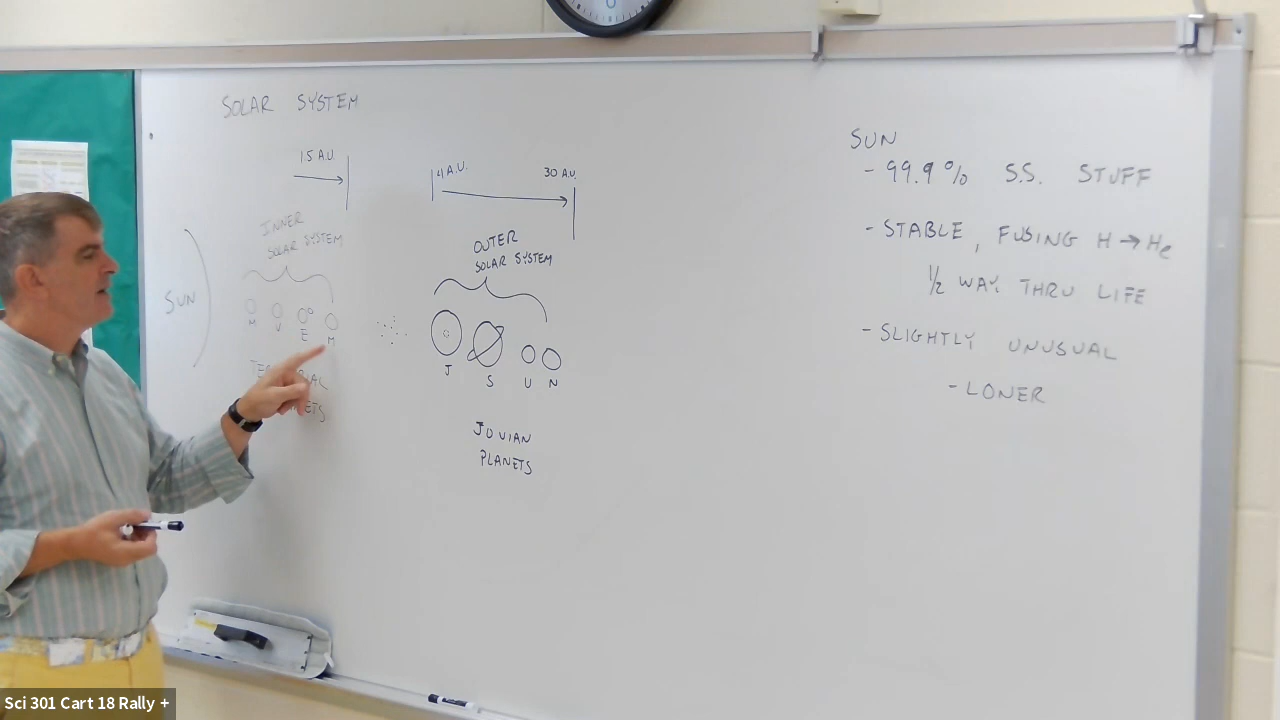 SOLAR SYSTEM
1.5 A.U.
4 A.U.
30 A.U.
INNER
SOLAR SYSTEM
OUTER
SOLAR SYSTEM
SUN
M V E M
J S U N
JOVIAN
PLANETS
SUN
- 99.9% S.S. STUFF
- STABLE, FUSING H → He
1/2 WAY THRU LIFE
- SLIGHTLY UNUSUAL
- LONER
Sci 301 Cart 18 Rally +